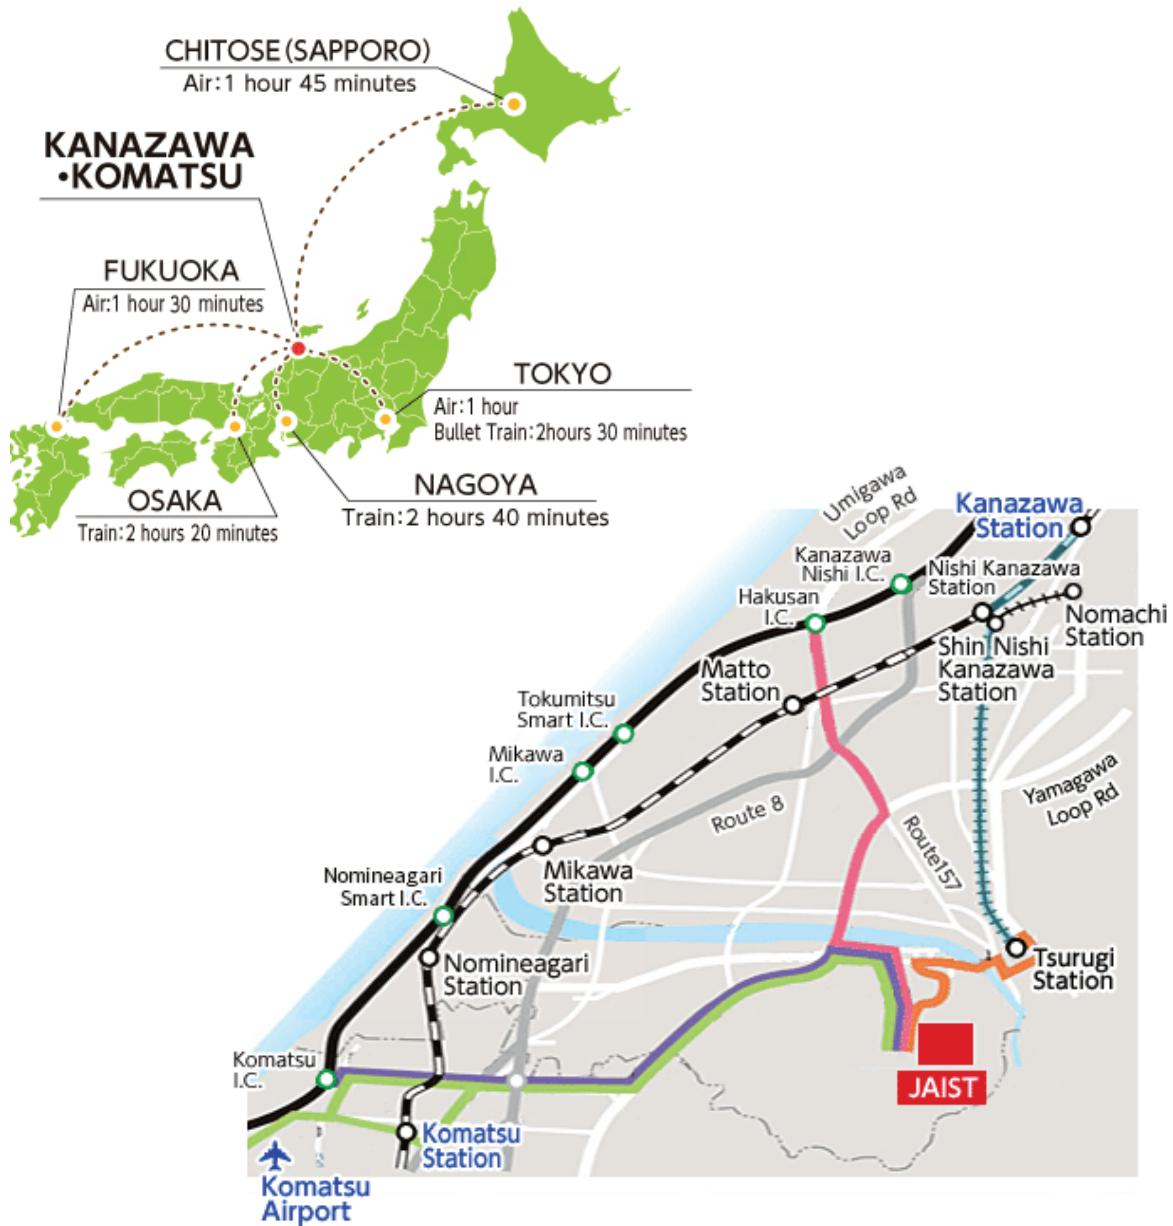 CHITOSE(SAPPORO)
Air:1 hour 45 minutes
KANAZAWA
・KOMATSU
FUKUOKA
Air:1 hour 30 minutes
TOKYO
Air:1 hour
Bullet Train:2hours 30 minutes
NAGOYA
Train:2 hours 40 minutes
OSAKA
Train:2 hours 20 minutes
Umigawa
Loop Rd
Kanazawa
Station
Kanazawa
Nishi I.C.
Nishi Kanazawa
Station
Hakusan
I.C.
Nomachi
Station
Shin Nishi
Kanazawa
Station
Matto
Station
Tokumitsu
Smart I.C.
Mikawa
I.C.
Yamagawa
Loop Rd
Route 8
Route157
Mikawa
Station
Nomineagari
Smart I.C.
Nomineagari
Station
Tsurugi
Station
Komatsu
I.C.
JAIST
Komatsu
Station
Komatsu
Airport